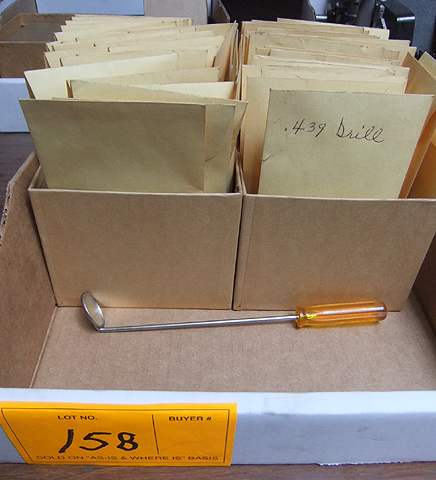 .439 Drill
LOT NO. BUYER #
158
SOLD ON "AS-IS & WHERE IS" BASIS